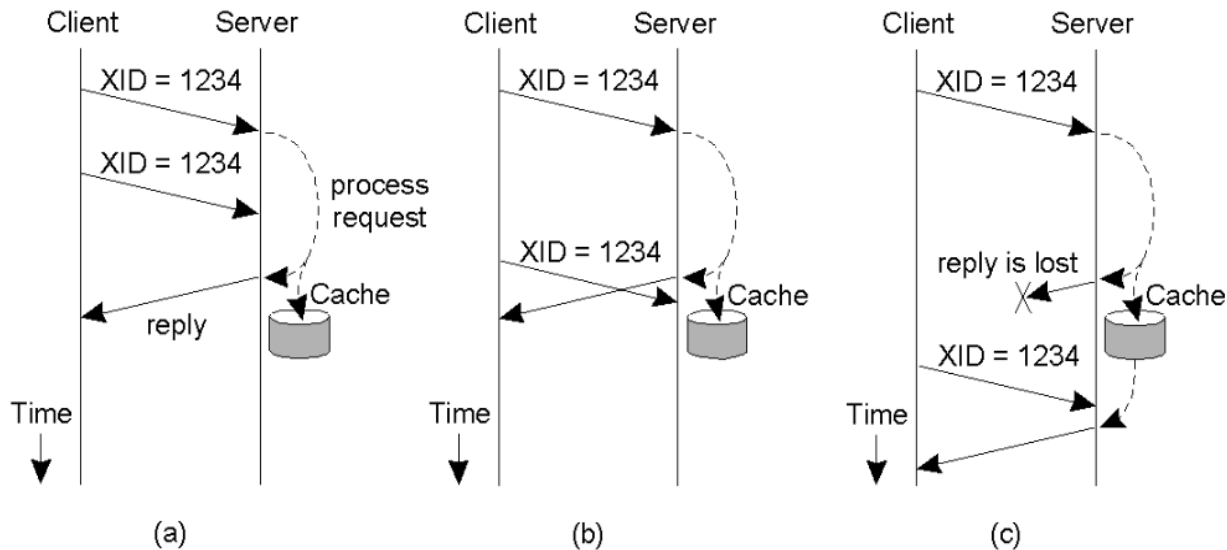 Client Server
XID = 1234
XID = 1234
process
request
Cache
reply
Time
(a)
Client Server
XID = 1234
XID = 1234
Cache
Time
(b)
Client Server
XID = 1234
reply is lost
Cache
XID = 1234
Time
(c)